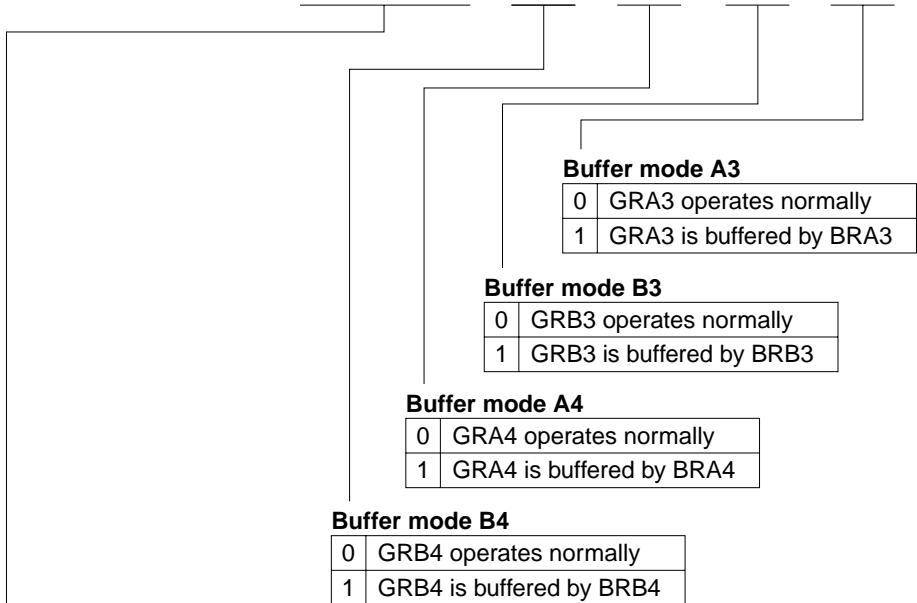 Buffer mode A3
0 GRA3 operates normally
1 GRA3 is buffered by BRA3
Buffer mode B3
0 GRB3 operates normally
1 GRB3 is buffered by BRB3
Buffer mode A4
0 GRA4 operates normally
1 GRA4 is buffered by BRA4
Buffer mode B4
0 GRB4 operates normally
1 GRB4 is buffered by BRB4